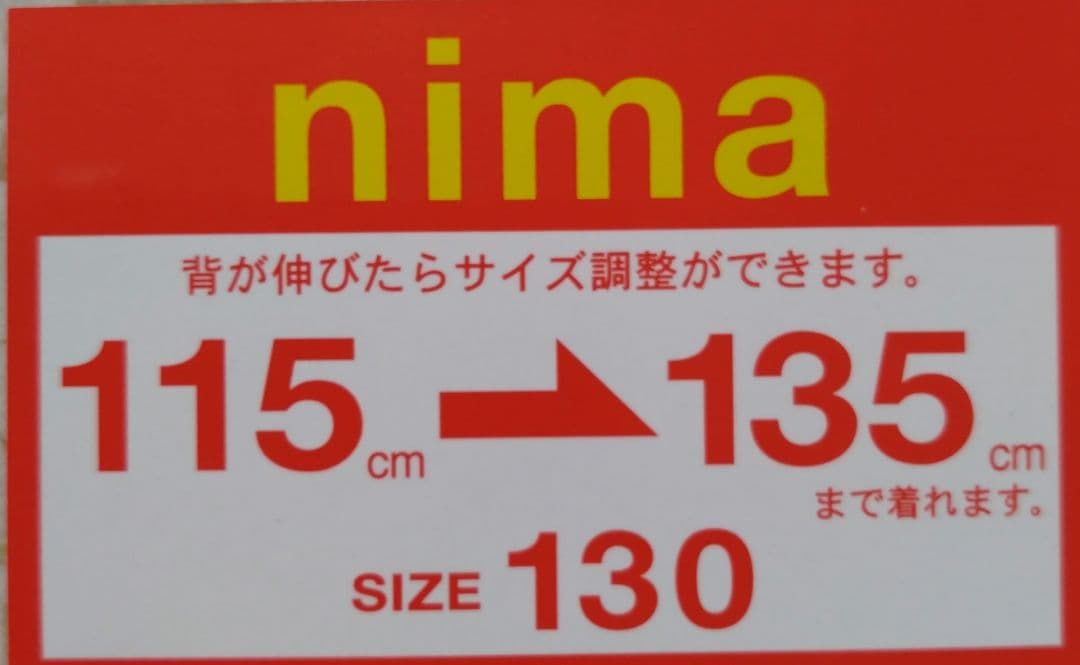 nima
背が伸びたらサイズ調整ができます。
115cm 135cm
まで着れます。
SIZE 130